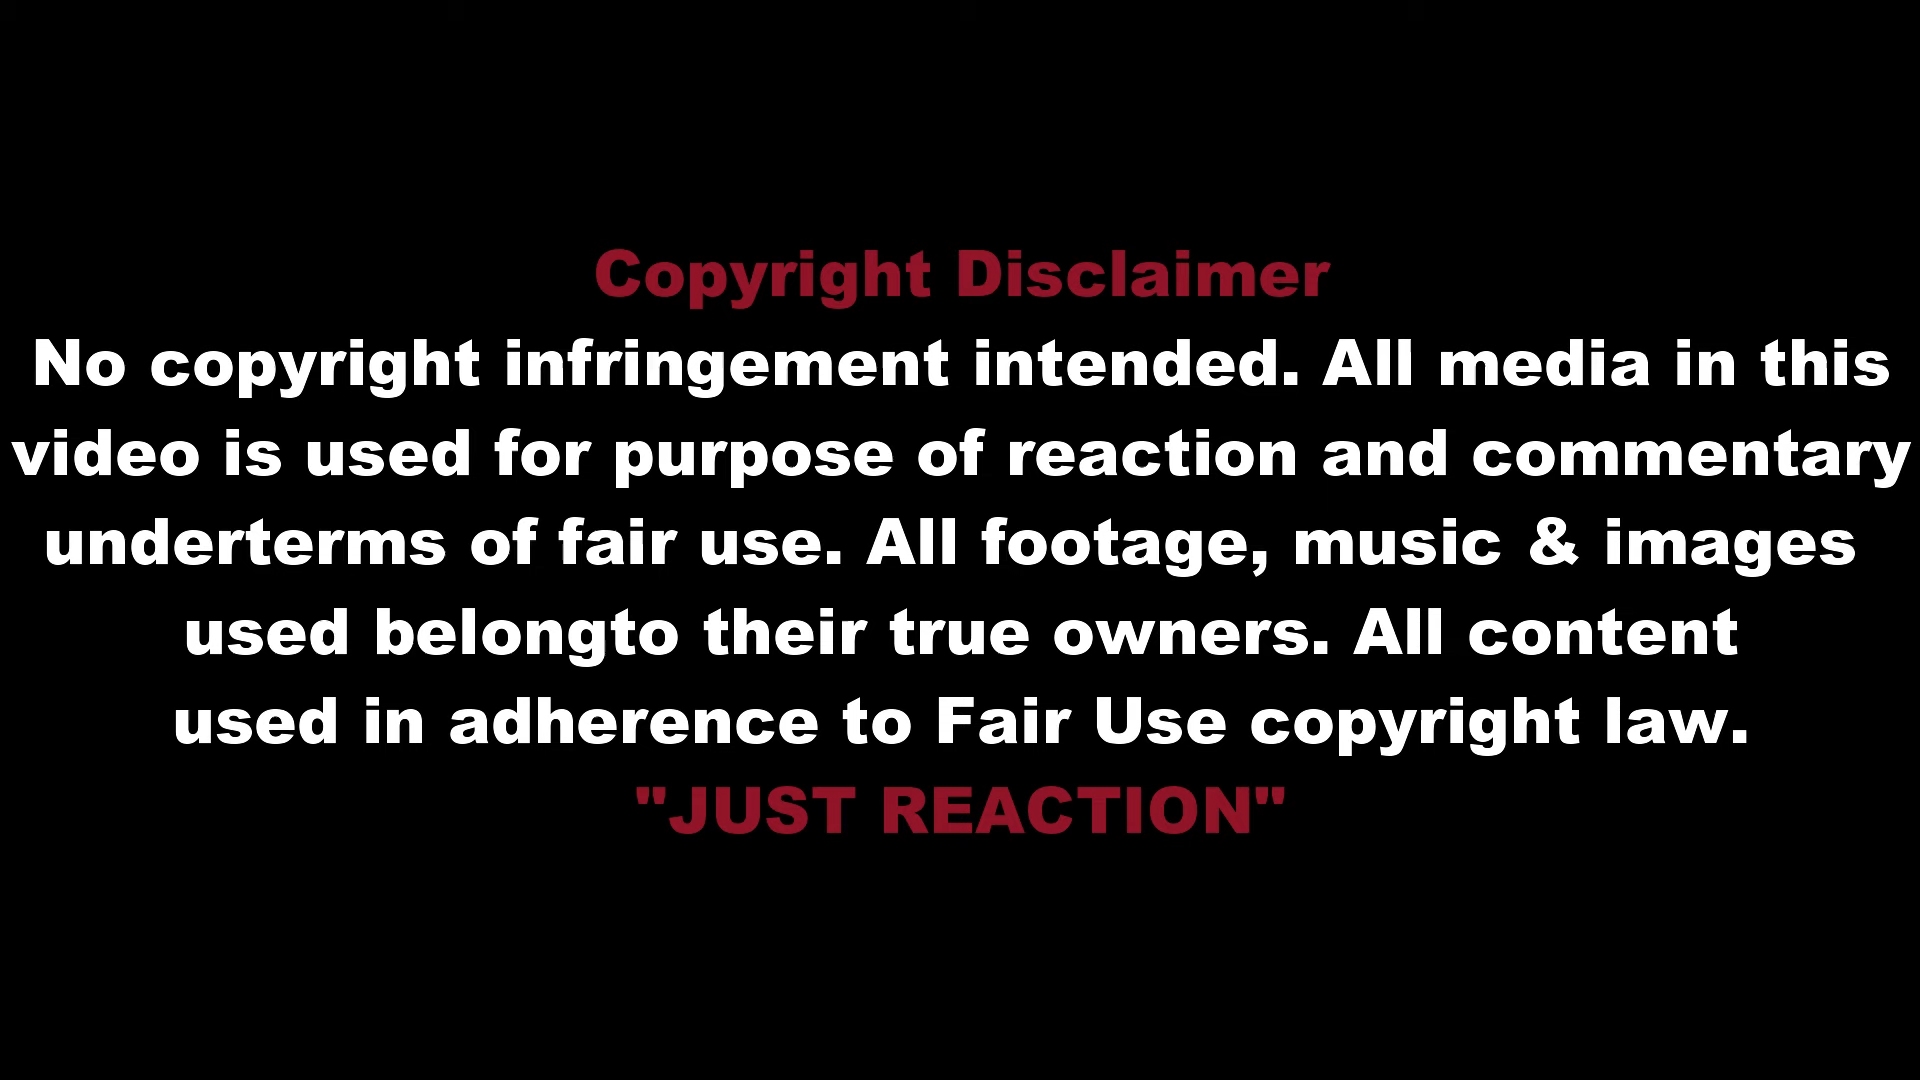 Copyright Disclaimer
No copyright infringement intended. All media in this
video is used for purpose of reaction and commentary
underterms of fair use. All footage, music & images
used belongto their true owners. All content
used in adherence to Fair Use copyright law.
"JUST REACTION"